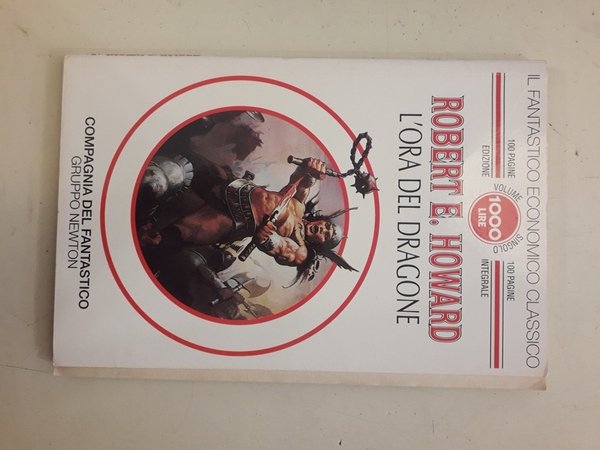 IL FANTASTICO ECONOMICO CLASSICO
100 PAGINE
EDIZIONE
VOLUME
1000
LIRE
SINGOLO
100 PAGINE
INTEGRALE
ROBERT E. HOWARD
L'ORA DEL DRAGONE
COMPAGNIA DEL FANTASTICO
GRUPPO NEWTON